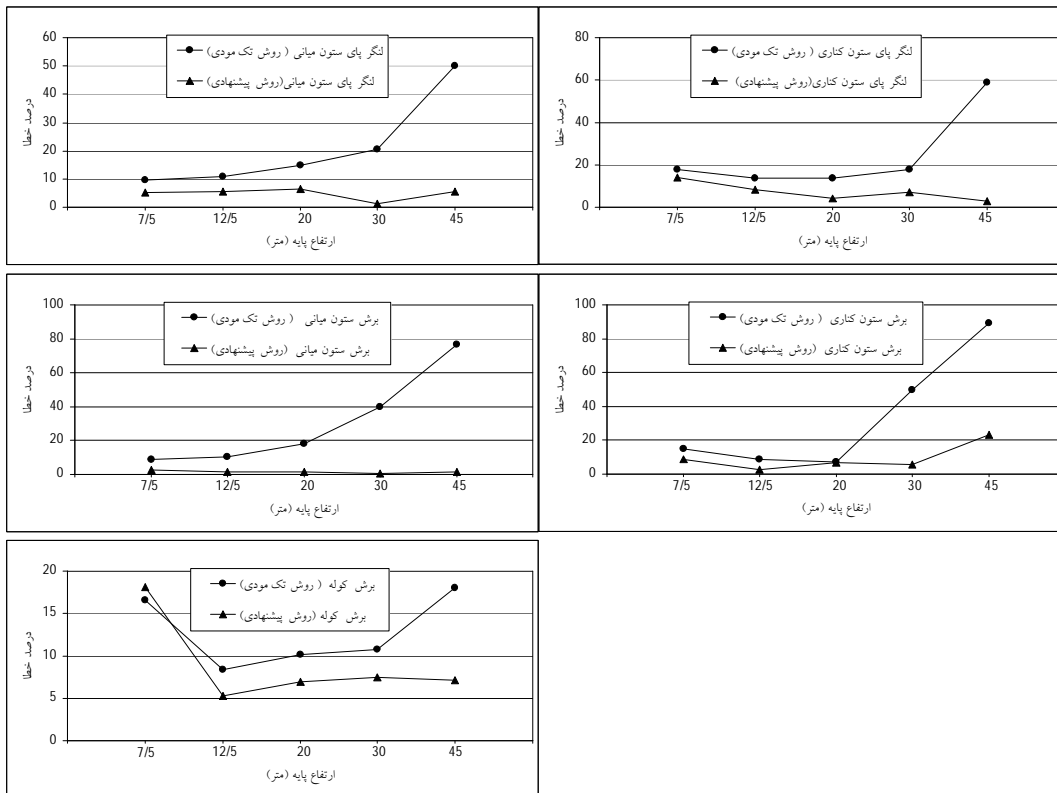 60
50
40
30
20
10
0
درصد خطا
لنگر پای ستون میانی ( روش تک مودی)
لنگر پای ستون میانی(روش پیشنهادی)
7/5 12/5 20 30 45
ارتفاع پایه (متر)
80
60
40
20
0
درصد خطا
لنگر پای ستون کناری ( روش تک مودی)
لنگر پای ستون کناری(روش پیشنهادی)
7/5 12/5 20 30 45
ارتفاع پایه (متر)
100
80
60
40
20
0
درصد خطا
برش ستون میانی ( روش تک مودی)
برش ستون میانی (روش پیشنهادی)
7/5 12/5 20 30 45
ارتفاع پایه (متر)
100
80
60
40
20
0
درصد خطا
برش ستون کناری ( روش تک مودی)
برش ستون کناری (روش پیشنهادی)
7/5 12/5 20 30 45
ارتفاع پایه (متر)
20
15
10
5
0
درصد خطا
برش کوله ( روش تک مودی)
برش کوله (روش پیشنهادی)
7/5 12/5 20 30 45
ارتفاع پایه (متر)